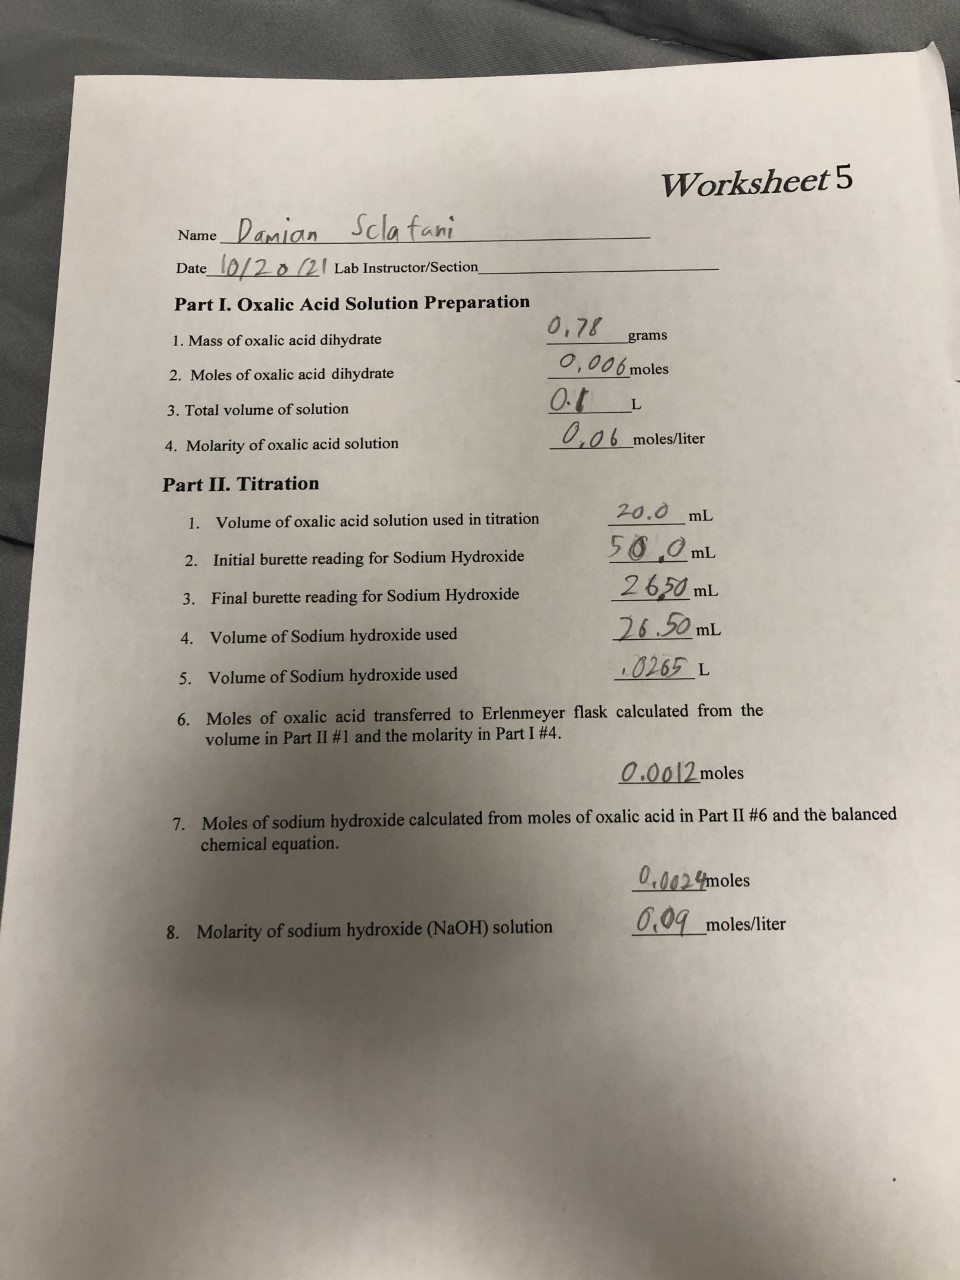 Worksheet 5
Name Damian Sclafani
Date 10/20/21 Lab Instructor/Section
Part I. Oxalic Acid Solution Preparation
1. Mass of oxalic acid dihydrate 0.78 grams
2. Moles of oxalic acid dihydrate 0.006 moles
3. Total volume of solution 0.1 L
4. Molarity of oxalic acid solution 0.06 moles/liter
Part II. Titration
1. Volume of oxalic acid solution used in titration 20.0 mL
2. Initial burette reading for Sodium Hydroxide 50.0 mL
3. Final burette reading for Sodium Hydroxide 26.50 mL
4. Volume of Sodium hydroxide used 26.50 mL
5. Volume of Sodium hydroxide used .0265 L
6. Moles of oxalic acid transferred to Erlenmeyer flask calculated from the
volume in Part II #1 and the molarity in Part I #4.
0.0012 moles
7. Moles of sodium hydroxide calculated from moles of oxalic acid in Part II #6 and the balanced
chemical equation.
0.0024 moles
8. Molarity of sodium hydroxide (NaOH) solution 0.09 moles/liter